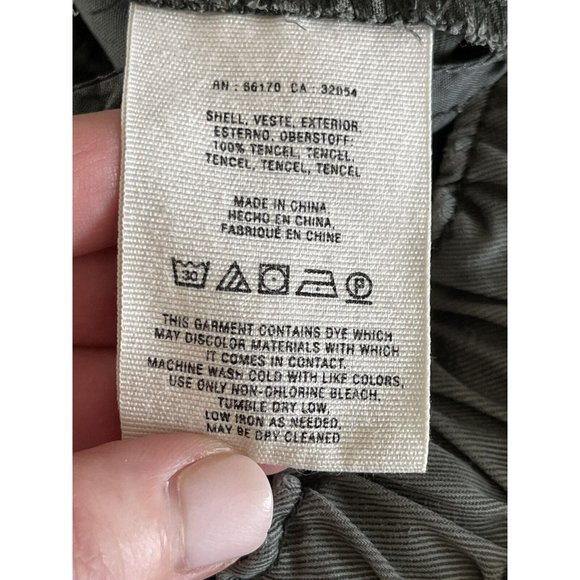 RN : 66170 CA : 32054
SHELL, VESTE, EXTERIOR,
ESTERNO, OBERSTOFF:
100% TENCEL, TENCEL,
TENCEL, TENCEL, TENCEL
MADE IN CHINA
HECHO EN CHINA,
FABRIQUÉ EN CHINE
30 P
THIS GARMENT CONTAINS DYE WHICH
MAY DISCOLOR MATERIALS WITH WHICH
IT COMES IN CONTACT.
MACHINE WASH COLD WITH LIKE COLORS,
USE ONLY NON-CHLORINE BLEACH,
TUMBLE DRY LOW,
LOW IRON AS NEEDED,
MAY BE DRY CLEANED